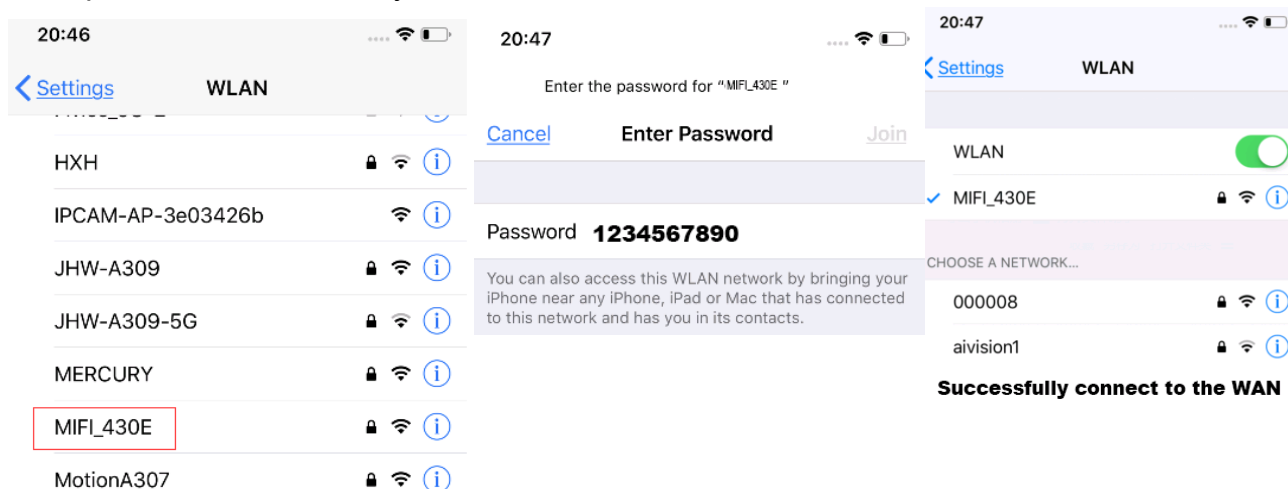 20:46
Settings
WLAN
HXH
IPCAM-AP-3e03426b
JHW-A309
JHW-A309-5G
MERCURY
MIFI_430E
MotionA307
20:47
Enter the password for "MIFI_430E "
Cancel
Enter Password
Join
Password 1234567890
You can also access this WLAN network by bringing your
iPhone near any iPhone, iPad or Mac that has connected
to this network and has you in its contacts.
20:47
Settings
WLAN
WLAN
MIFI_430E
CHOOSE A NETWORK...
000008
aivision1
Successfully connect to the WAN